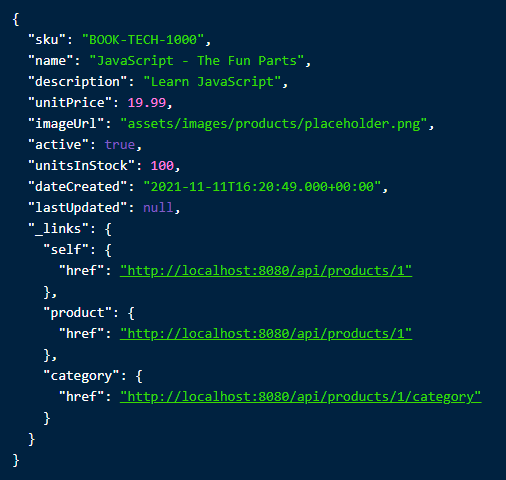 {
  "sku": "BOOK-TECH-1000",
  "name": "JavaScript - The Fun Parts",
  "description": "Learn JavaScript",
  "unitPrice": 19.99,
  "imageUrl": "assets/images/products/placeholder.png",
  "active": true,
  "unitsInStock": 100,
  "dateCreated": "2021-11-11T16:20:49.000+00:00",
  "lastUpdated": null,
  "_links": {
    "self": {
      "href": "http://localhost:8080/api/products/1"
    },
    "product": {
      "href": "http://localhost:8080/api/products/1"
    },
    "category": {
      "href": "http://localhost:8080/api/products/1/category"
    }
  }
}